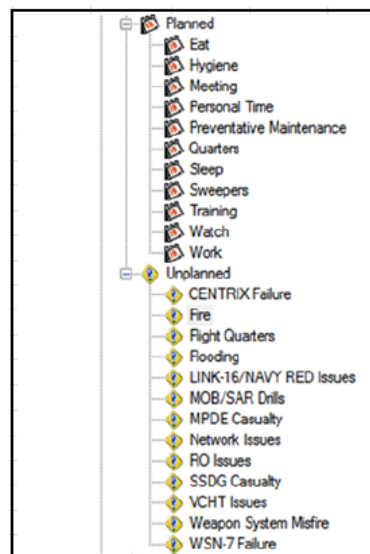 Planned
Eat
Hygiene
Meeting
Personal Time
Preventative Maintenance
Quarters
Sleep
Sweepers
Training
Watch
Work
Unplanned
CENTRIX Failure
Fire
Flight Quarters
Flooding
LINK-16/NAVY RED Issues
MOB/SAR Drills
MPDE Casualty
Network Issues
RO Issues
SSDG Casualty
VCHT Issues
Weapon System Misfire
WSN-7 Failure